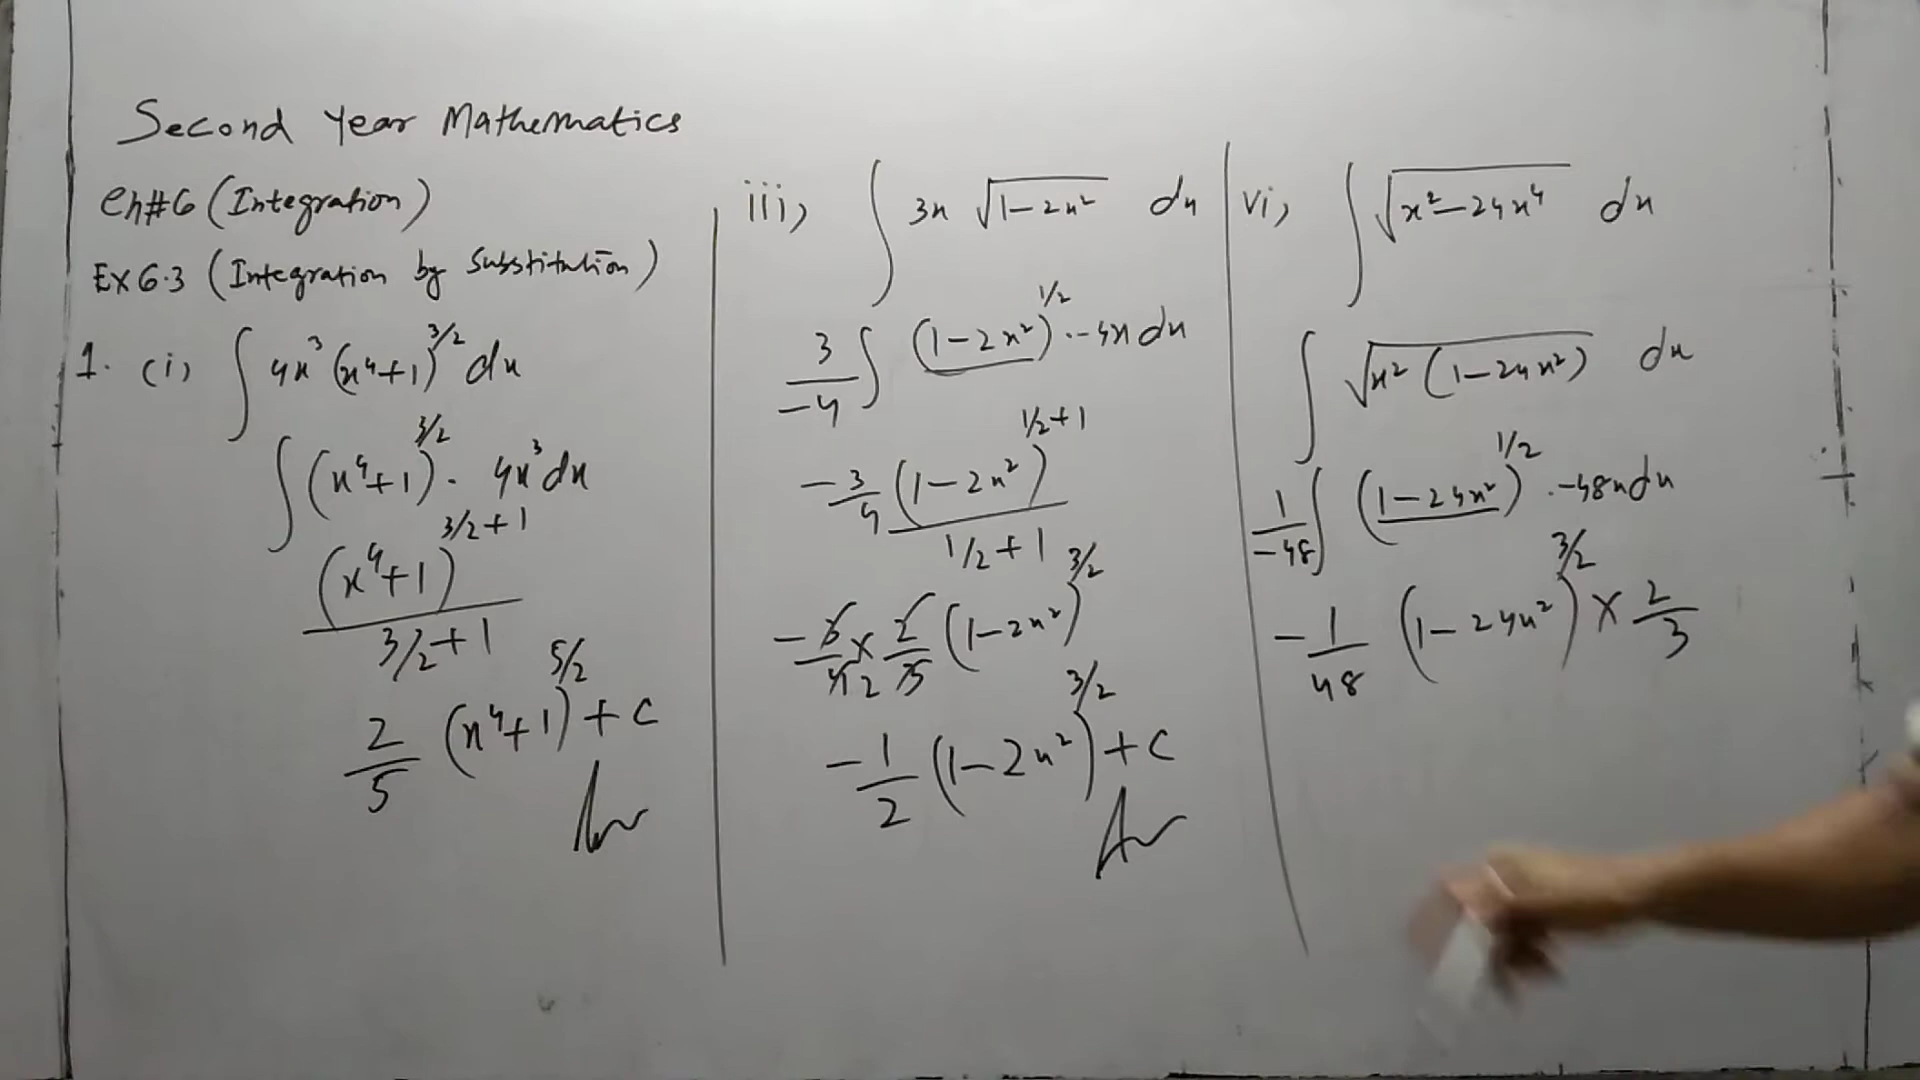 Second Year Mathematics
Ch#6 (Integration)
Ex 6.3 (Integration by Substitution)
1. (i) ∫ 4x³ (x⁴+1)^3/2 dx
∫ (x⁴+1)^3/2 . 4x³ dx
(x⁴+1)^3/2+1 / 3/2+1
2/5 (x⁴+1)^5/2 + c
Ans
iii) ∫ 3x √(1-2x²) dx
3/-4 ∫ (1-2x²)^1/2 . -4x dx
-3/4 (1-2x²)^1/2+1 / 1/2+1
-3/4 × 2/3 (1-2x²)^3/2
2
-1/2 (1-2x²)^3/2 + c
Ans
vi) ∫ √(x²-24x⁴) dx
∫ √(x² (1-24x²)) dx
1/-48 ∫ (1-24x²)^1/2 . -48x dx
-1/48 (1-24x²)^3/2 × 2/3